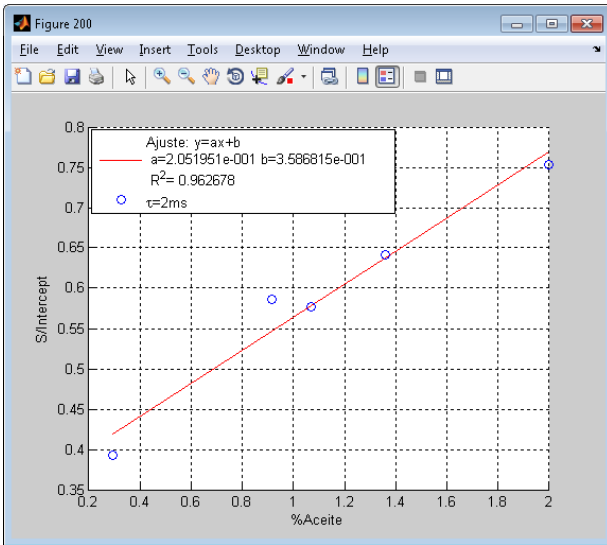 Figure 200
File Edit View Insert Tools Desktop Window Help
Ajuste: y=ax+b
a=2.051951e-001 b=3.586815e-001
R²= 0.962678
τ=2ms
0.8
0.75
0.7
0.65
0.6
0.55
0.5
0.45
0.4
0.35
S/Intercept
0.2 0.4 0.6 0.8 1 1.2 1.4 1.6 1.8 2
%Aceite